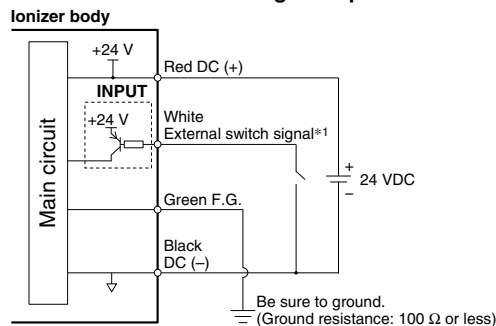 Ionizer body
+24 V
Red DC (+)
INPUT
+24 V
White
External switch signal*1
Main circuit
+
24 VDC
−
Green F.G.
Black
DC (−)
Be sure to ground.
(Ground resistance: 100 Ω or less)